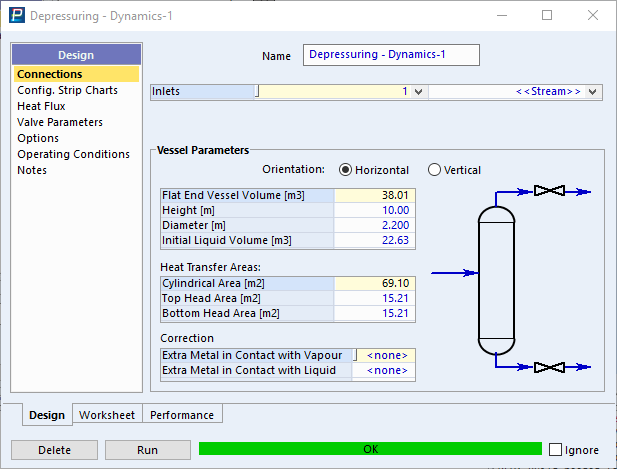 Depressuring - Dynamics-1
Design
Connections
Config. Strip Charts
Heat Flux
Valve Parameters
Options
Operating Conditions
Notes
Name Depressuring - Dynamics-1
Inlets 1 <<Stream>>
Vessel Parameters
Orientation: Horizontal Vertical
Flat End Vessel Volume [m3] 38.01
Height [m] 10.00
Diameter [m] 2.200
Initial Liquid Volume [m3] 22.63
Heat Transfer Areas:
Cylindrical Area [m2] 69.10
Top Head Area [m2] 15.21
Bottom Head Area [m2] 15.21
Correction
Extra Metal in Contact with Vapour <none>
Extra Metal in Contact with Liquid <none>
Design Worksheet Performance
Delete Run OK Ignore